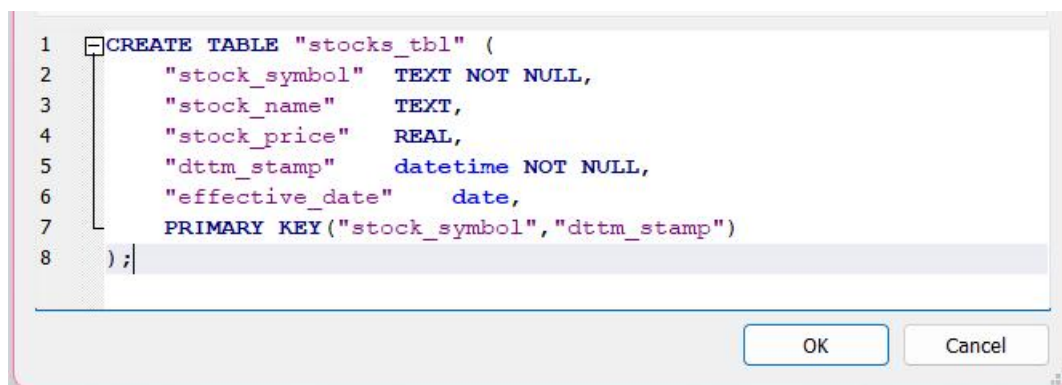 1 CREATE TABLE "stocks_tbl" (
2 "stock_symbol" TEXT NOT NULL,
3 "stock_name" TEXT,
4 "stock_price" REAL,
5 "dttm_stamp" datetime NOT NULL,
6 "effective_date" date,
7 PRIMARY KEY("stock_symbol","dttm_stamp")
8 );
OK Cancel